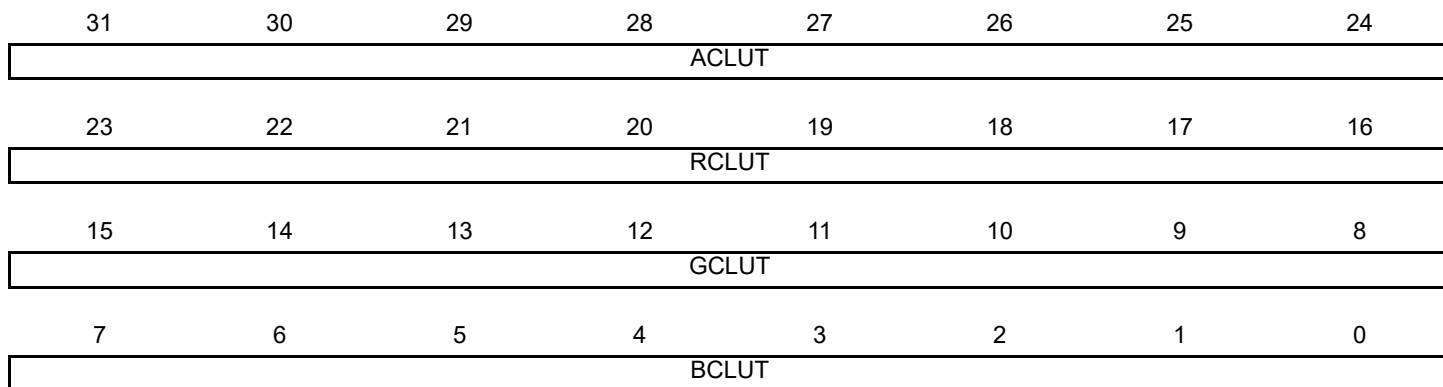 31 30 29 28 27 26 25 24
ACLUT
23 22 21 20 19 18 17 16
RCLUT
15 14 13 12 11 10 9 8
GCLUT
7 6 5 4 3 2 1 0
BCLUT